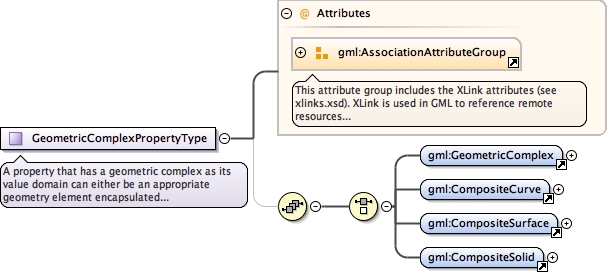 @ Attributes
gml:AssociationAttributeGroup
This attribute group includes the XLink attributes (see
xlinks.xsd). XLink is used in GML to reference remote
resources...
GeometricComplexPropertyType
A property that has a geometric complex as its
value domain can either be an appropriate
geometry element encapsulated...
gml:GeometricComplex
gml:CompositeCurve
gml:CompositeSurface
gml:CompositeSolid